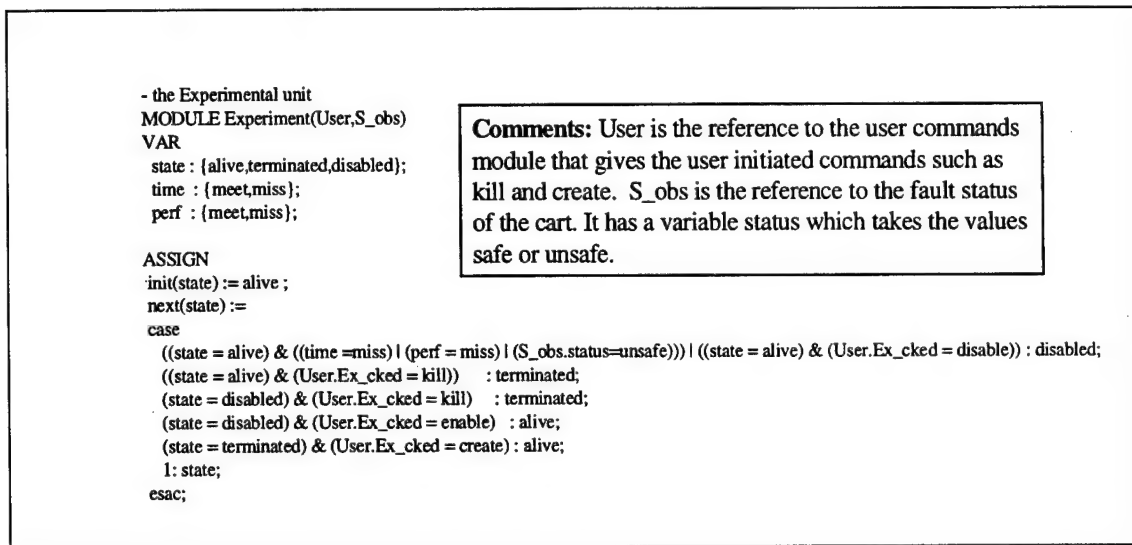 - the Experimental unit
MODULE Experiment(User,S_obs)
VAR
state : {alive,terminated,disabled};
time : {meet,miss};
perf : {meet,miss};
Comments: User is the reference to the user commands
module that gives the user initiated commands such as
kill and create. S_obs is the reference to the fault status
of the cart. It has a variable status which takes the values
safe or unsafe.
ASSIGN
init(state) := alive ;
next(state) :=
case
((state = alive) & ((time =miss) | (perf = miss) | (S_obs.status=unsafe))) | ((state = alive) & (User.Ex_cked = disable)) : disabled;
((state = alive) & (User.Ex_cked = kill)) : terminated;
(state = disabled) & (User.Ex_cked = kill) : terminated;
(state = disabled) & (User.Ex_cked = enable) : alive;
(state = terminated) & (User.Ex_cked = create) : alive;
1: state;
esac;